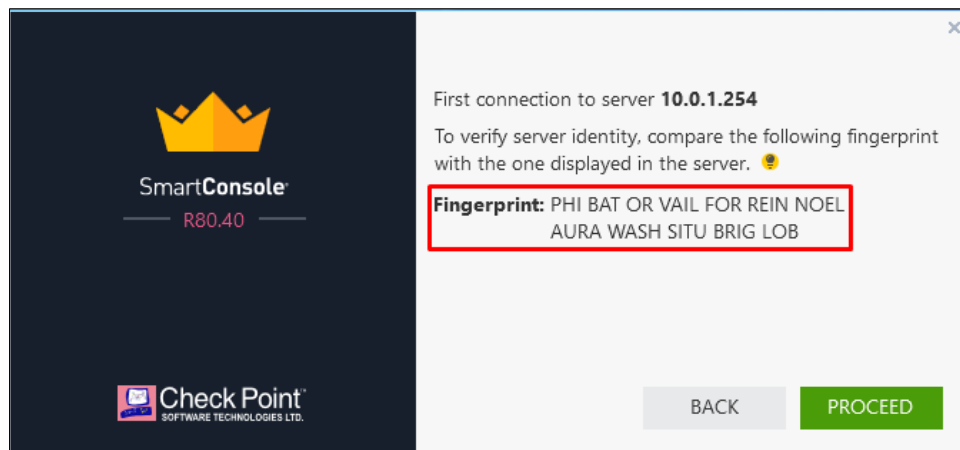 First connection to server 10.0.1.254
To verify server identity, compare the following fingerprint
with the one displayed in the server.
SmartConsole
R80.40
Fingerprint: PHI BAT OR VAIL FOR REIN NOEL
AURA WASH SITU BRIG LOB
Check Point™
SOFTWARE TECHNOLOGIES LTD.
BACK
PROCEED